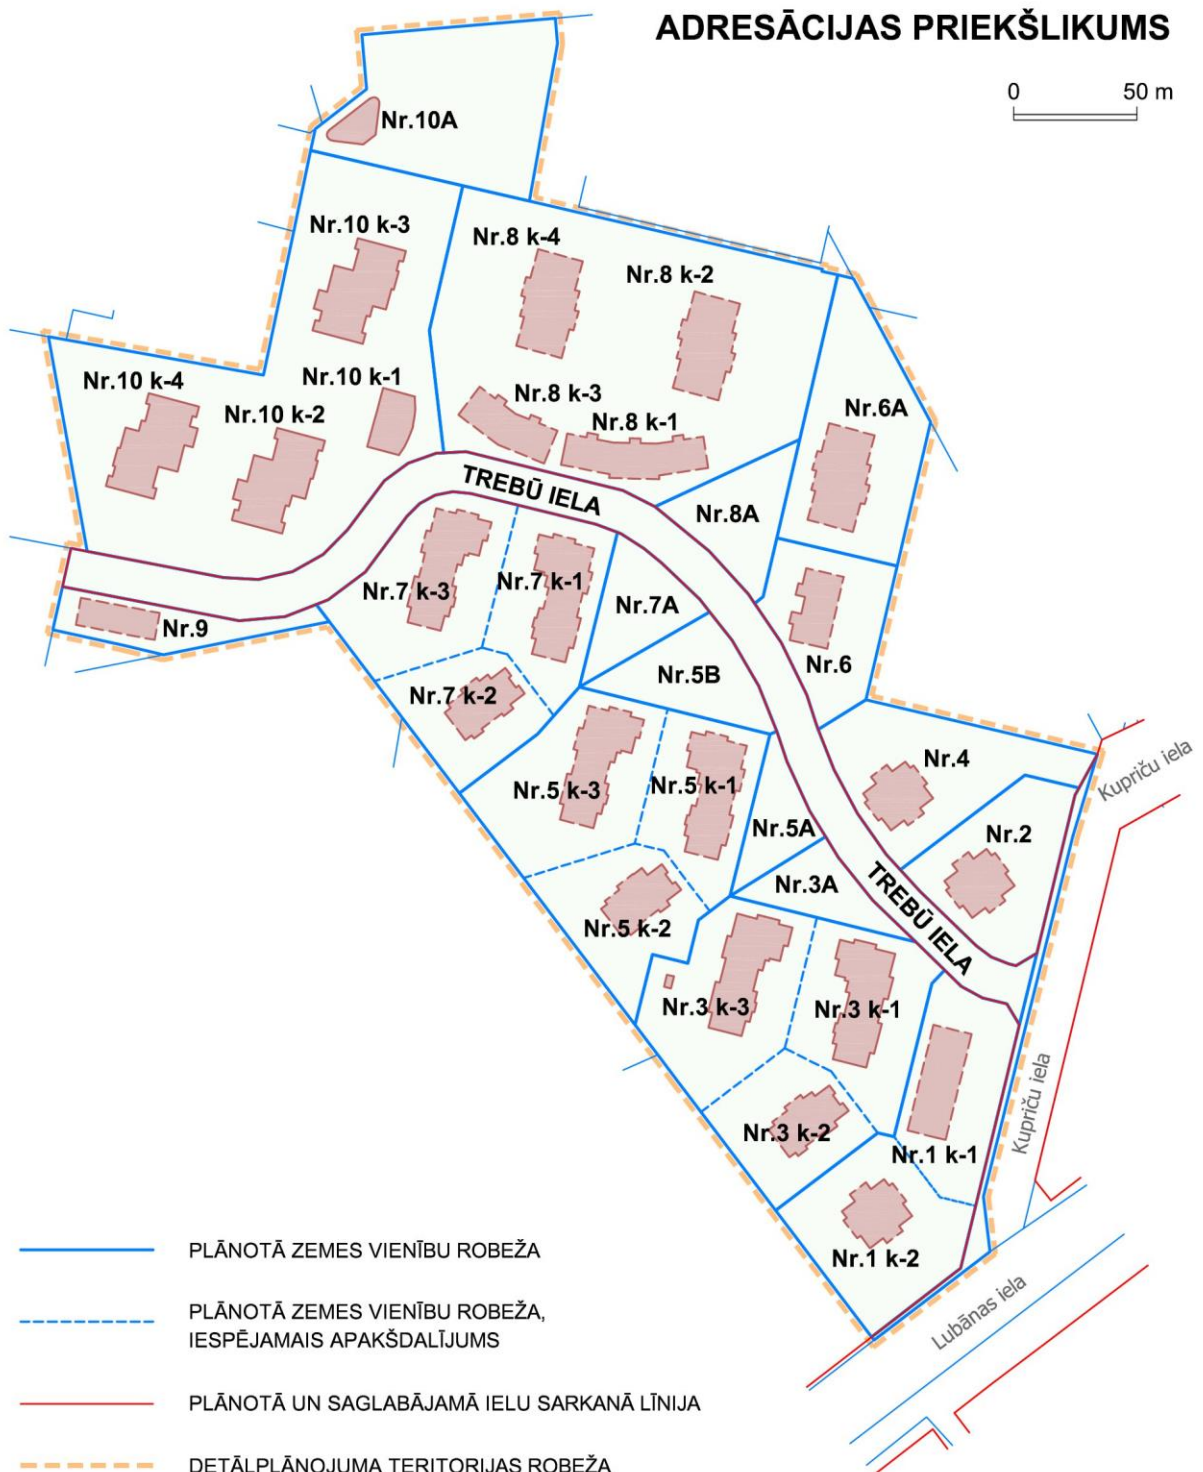 ADRESĀCIJAS PRIEKŠLIKUMS
0 50 m
Nr.10A
Nr.10 k-3
Nr.8 k-4
Nr.8 k-2
Nr.10 k-4
Nr.10 k-1
Nr.10 k-2
Nr.8 k-3
Nr.8 k-1
Nr.6A
TREBŪ IELA
Nr.8A
Nr.7 k-3
Nr.7 k-1
Nr.7A
Nr.9
Nr.6
Nr.5B
Nr.7 k-2
Nr.4
Kupriču iela
Nr.5 k-3
Nr.5 k-1
Nr.5A
Nr.2
Nr.3A
TREBŪ IELA
Nr.5 k-2
Nr.3 k-3
Nr.3 k-1
Kupriču iela
Nr.3 k-2
Nr.1 k-1
Nr.1 k-2
Lubānas iela
PLĀNOTĀ ZEMES VIENĪBU ROBEŽA
PLĀNOTĀ ZEMES VIENĪBU ROBEŽA,
IESPĒJAMAIS APAKŠDALĪJUMS
PLĀNOTĀ UN SAGLABĀJAMĀ IELU SARKANĀ LĪNIJA
DETĀLPLĀNOJUMA TERITORIJAS ROBEŽA